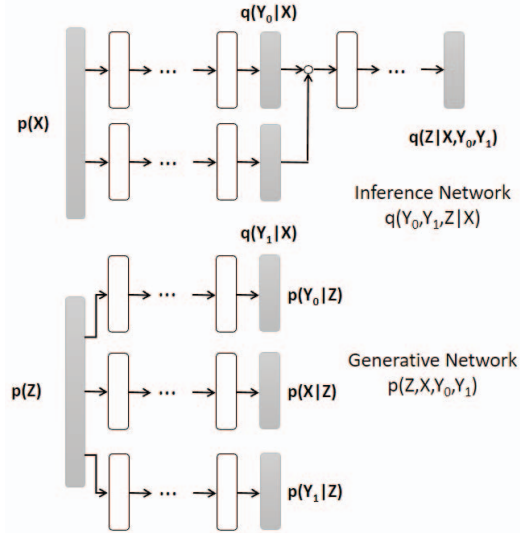 q(Y₀|X)
...
...
p(X)
...
q(Z|X,Y₀,Y₁)
Inference Network
q(Y₀,Y₁,Z|X)
q(Y₁|X)
...
p(Y₀|Z)
Generative Network
p(Z,X,Y₀,Y₁)
p(Z)
...
p(X|Z)
...
p(Y₁|Z)